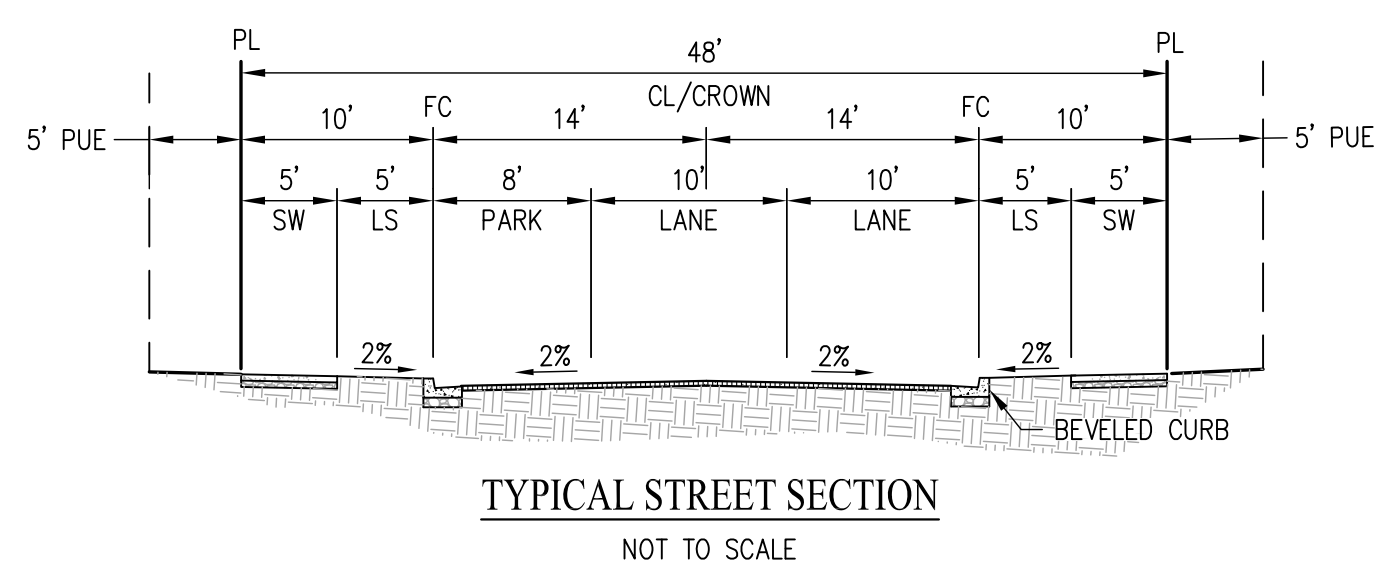 PL 48' PL
CL/CROWN
5' PUE 10' FC 14' 14' FC 10' 5' PUE
5' 5' 8' 10' 10' 5' 5'
SW LS PARK LANE LANE LS SW
2% 2% 2% 2%
BEVELED CURB
TYPICAL STREET SECTION
NOT TO SCALE